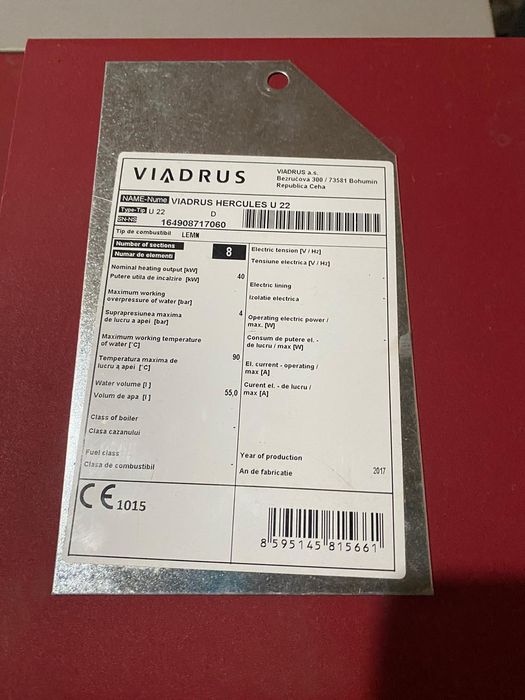 VIADRUS
VIADRUS a.s.
Bezručova 300 / 73581 Bohumín
Republica Ceha
NAME-Nume VIADRUS HERCULES U 22
Type-Tip U 22 D
SN-NS 164908717060
Tip de combustibil LEMN
Number of sections
Numar de elementi 8
Nominal heating output [kW]
Putere utila de incalzire [kW] 40
Maximum working
overpressure of water [bar]
Suprapresiunea maxima
de lucru a apei [bar] 4
Maximum working temperature
of water [°C]
Temperatura maxima de
lucru a apei [°C] 90
Water volume [l]
Volum de apa [l] 55,0
Class of boiler
Clasa cazanului -
Fuel class
Clasa de combustibil -
Electric tension [V / Hz]
Tensiune electrica [V / Hz] -
Electric lining
Izolatie electrica -
Operating electric power /
max. [W]
Consum de putere el. -
de lucru / max [W] -
El. current - operating /
max [A]
Curent el. - de lucru /
max [A] -
Year of production
An de fabricatie 2017
CE 1015
8 595145 815661